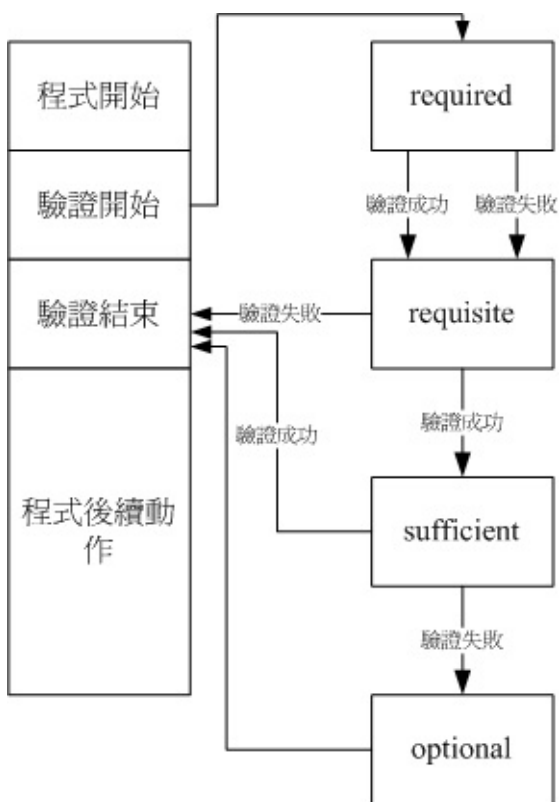 程式開始
驗證開始
驗證結束
程式後續動
作
required
驗證成功
驗證失敗
requisite
驗證失敗
驗證成功
驗證成功
sufficient
驗證失敗
optional